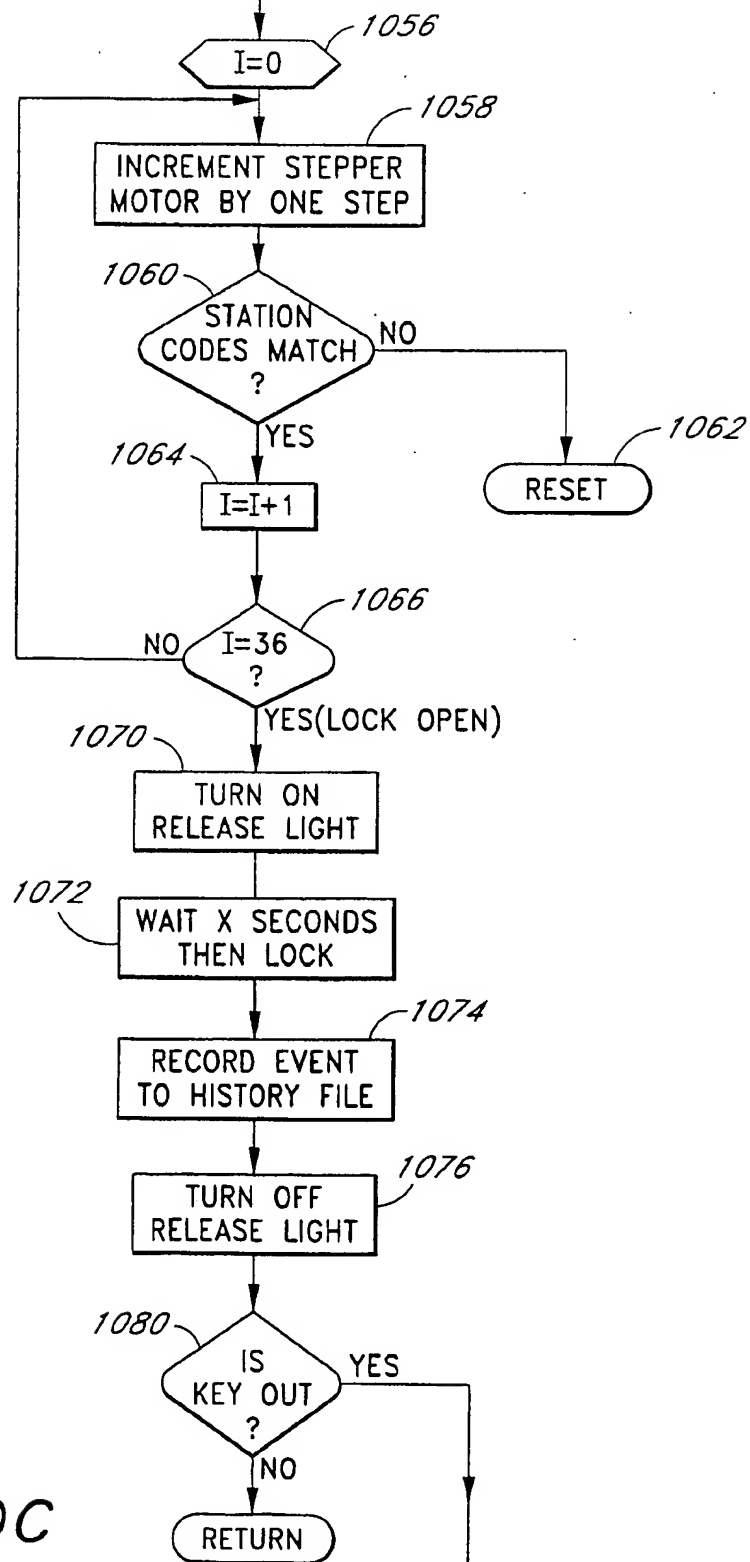 1056
I=0
1058
INCREMENT STEPPER
MOTOR BY ONE STEP
1060
STATION
CODES MATCH
?
NO
YES
1062
RESET
1064
I=I+1
1066
NO
I=36
?
YES(LOCK OPEN)
1070
TURN ON
RELEASE LIGHT
1072
WAIT X SECONDS
THEN LOCK
1074
RECORD EVENT
TO HISTORY FILE
1076
TURN OFF
RELEASE LIGHT
1080
IS
KEY OUT
?
YES
NO
RETURN